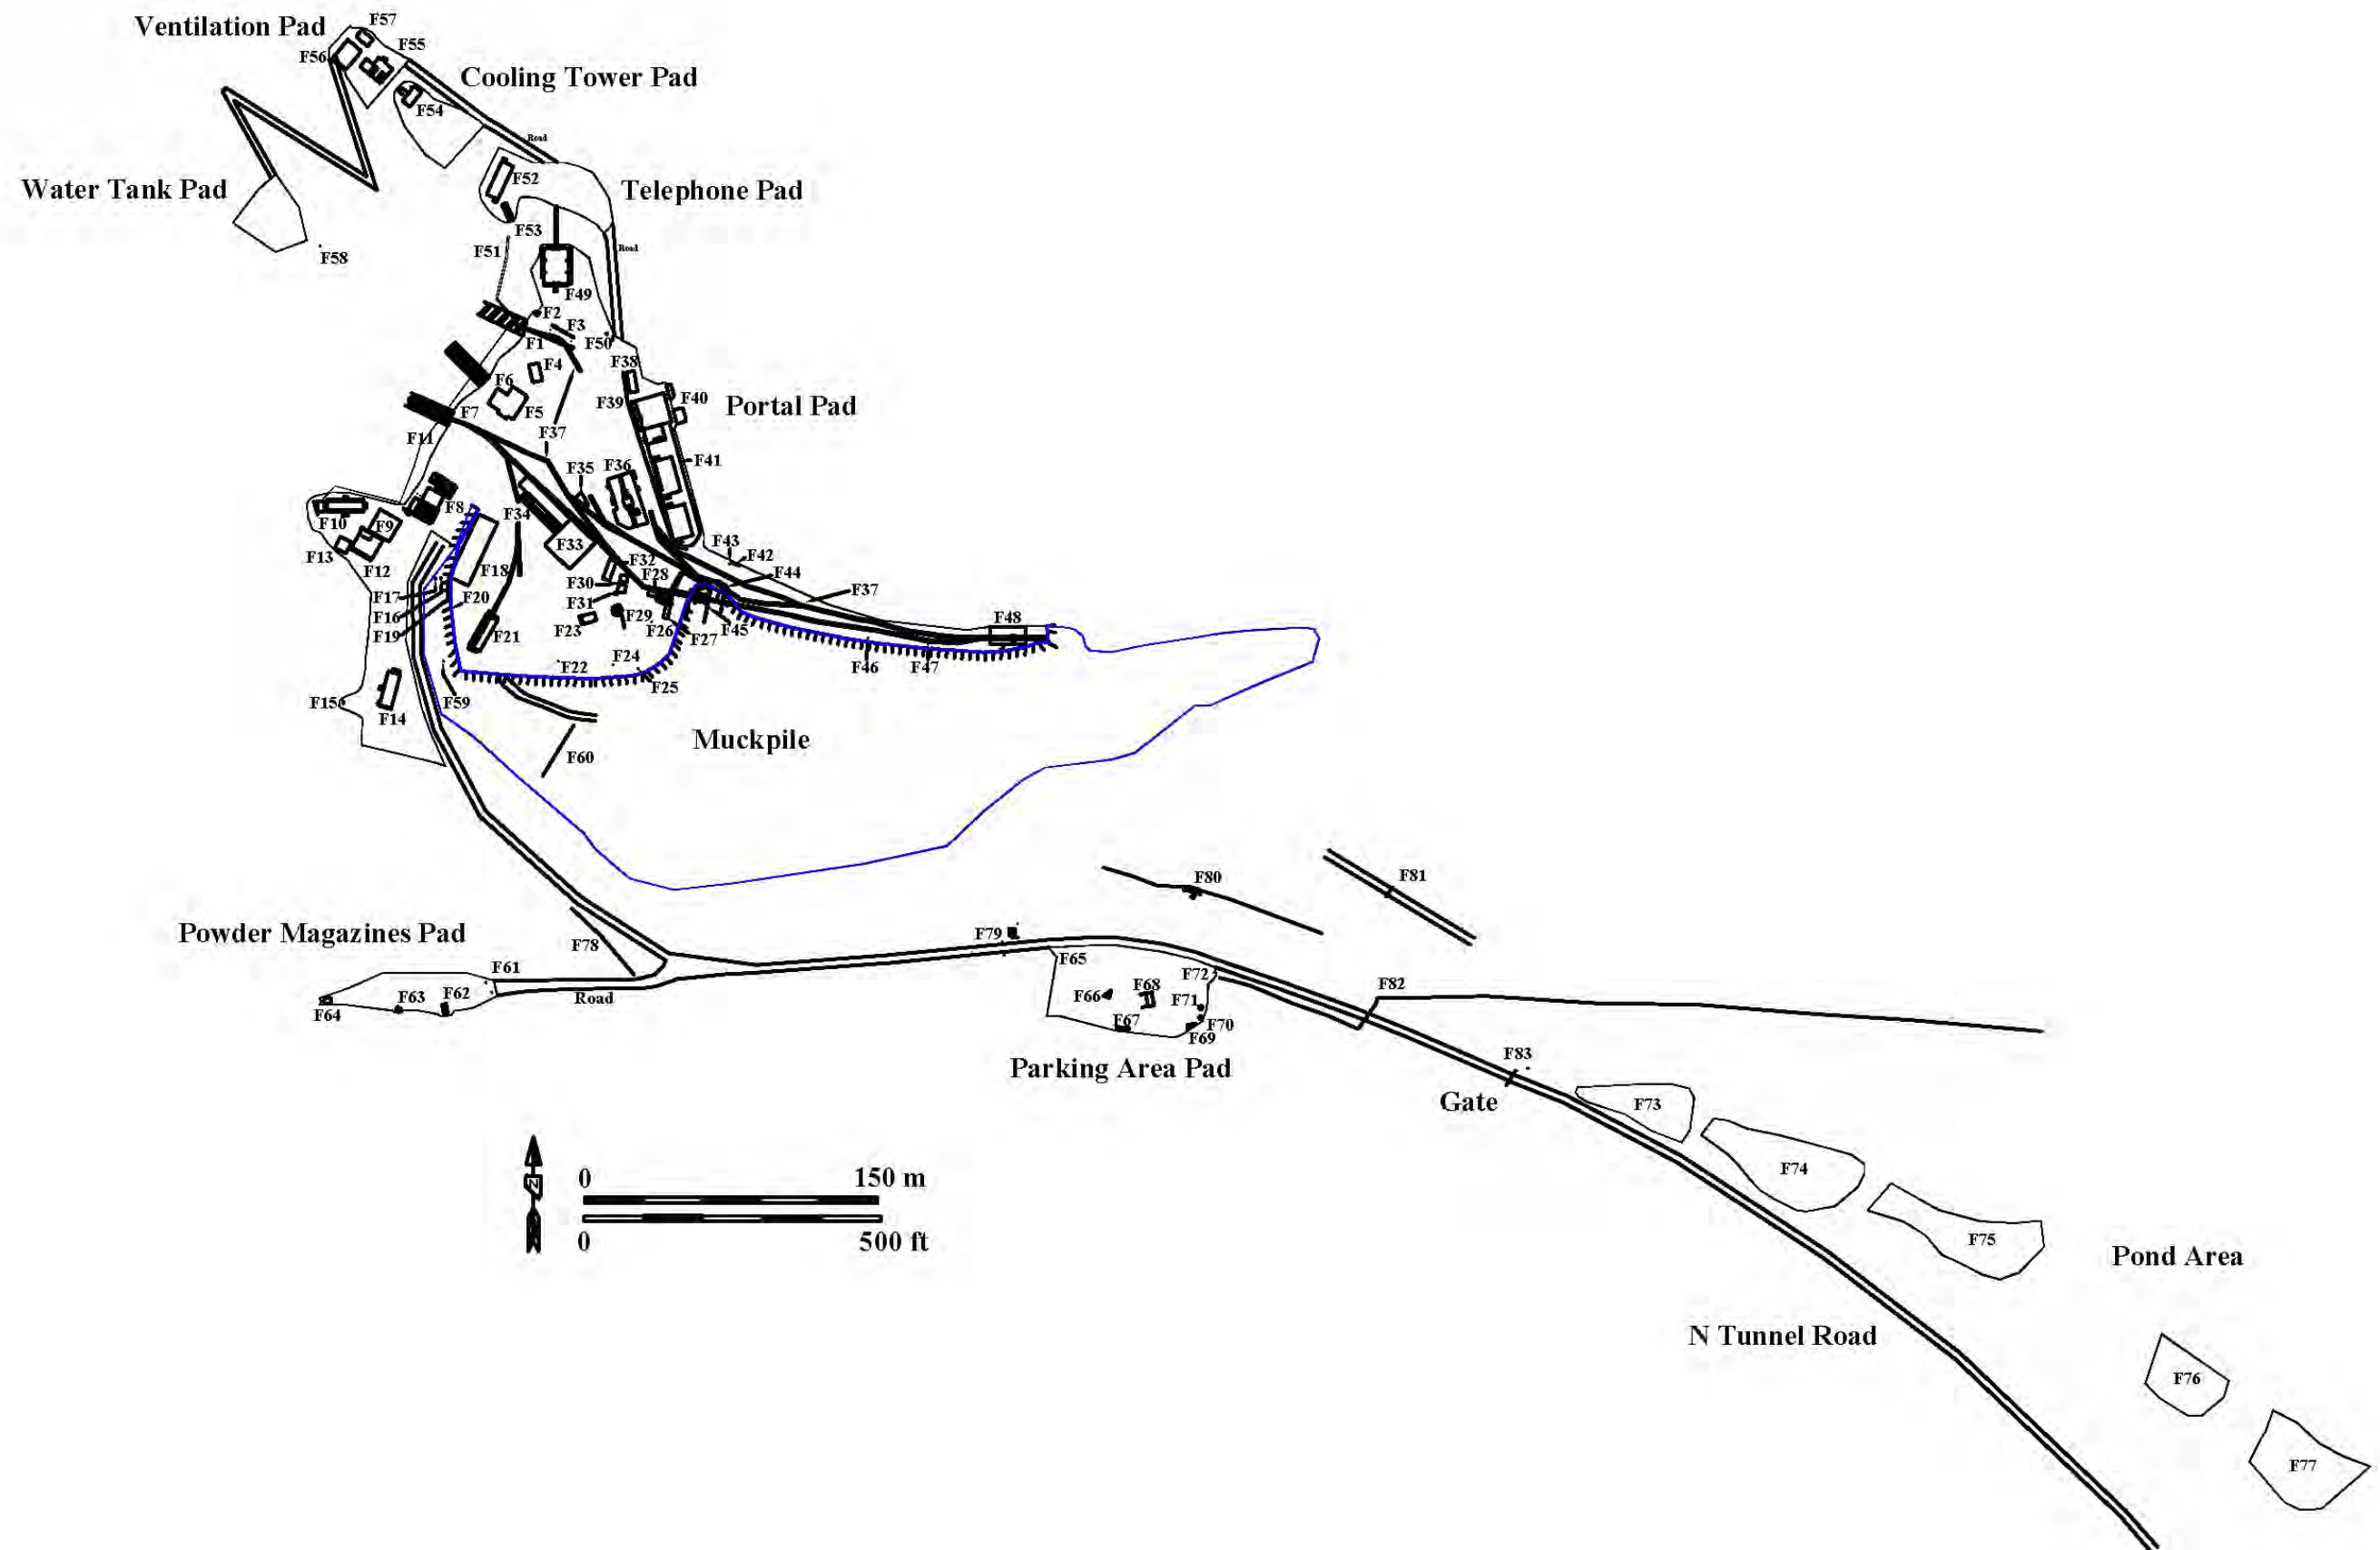 F57
Ventilation Pad
F55
F56
Cooling Tower Pad
F54
Road
F52
Water Tank Pad
Telephone Pad
F53
Road
F51
F58
F49
F2
F3
F1
F50
F38
F4
F6
F40
F39
Portal Pad
F7
F5
F11
F37
F41
F35
F36
F8
F34
F10
F9
F33
F43
F42
F13
F12
F32
F18
F28
F44
F30
F37
F17
F20
F31
F16
F29
F48
F19
F21
F23
F26
F27
F45
F22
F24
F46
F47
F25
F15
F59
F14
Muckpile
F60
F81
F80
Powder Magazines Pad
F79
F78
F65
F61
F72
F68
F82
F66
F63
F62
Road
F71
F64
F67
F70
F69
F83
Parking Area Pad
Gate
F73
F74
0
150 m
N
F75
0
500 ft
Pond Area
N Tunnel Road
F76
F77